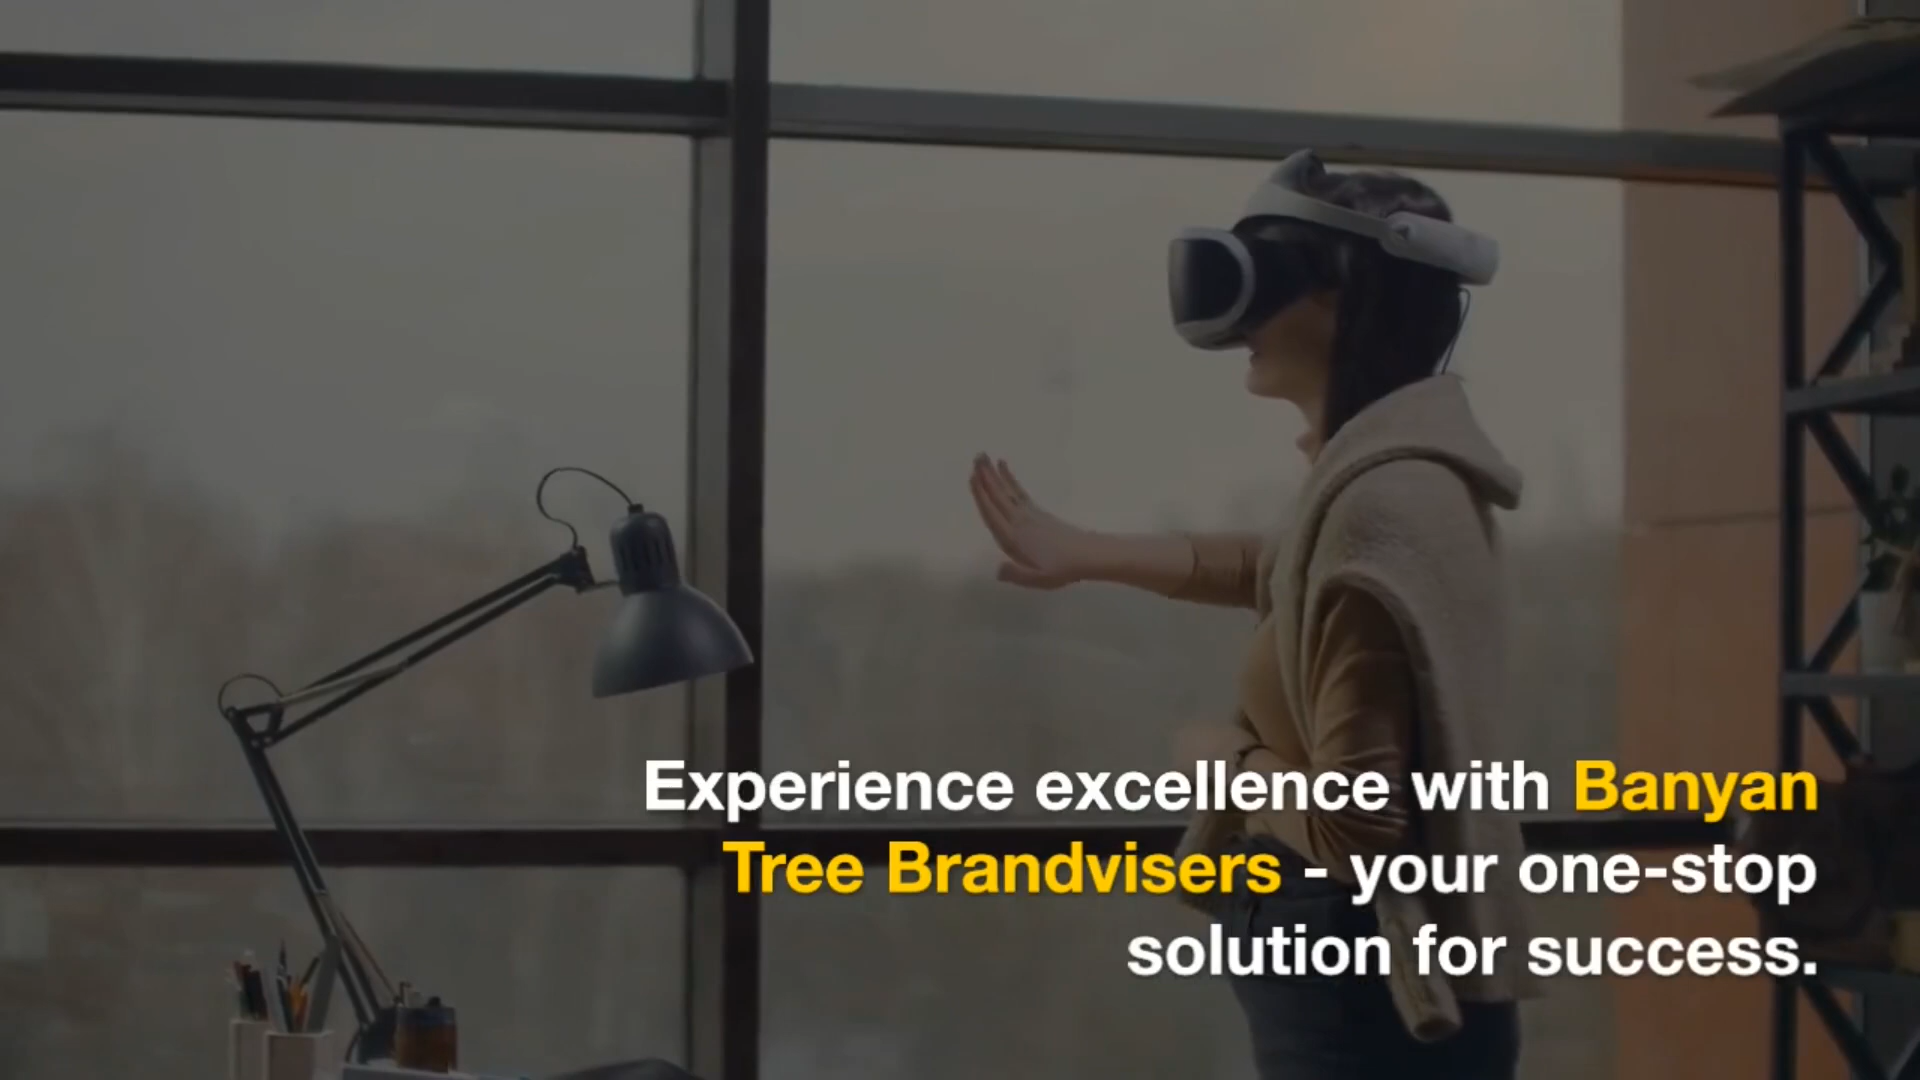 Experience excellence with Banyan
Tree Brandvisers - your one-stop
solution for success.